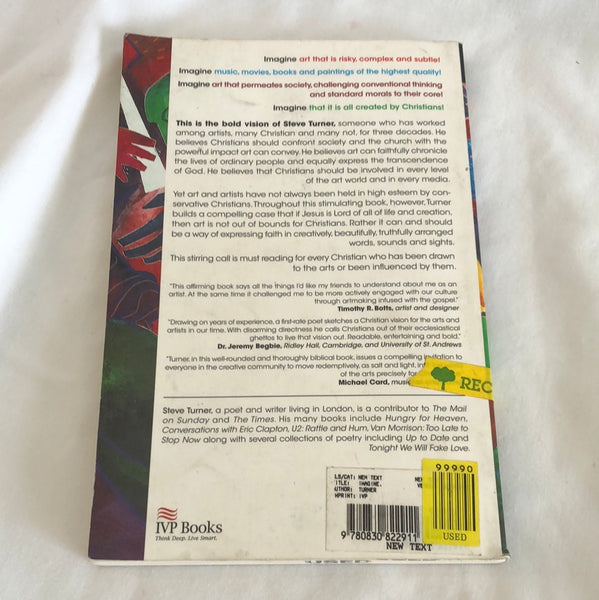 Imagine art that is risky, complex and subtle!
Imagine music, movies, books and paintings of the highest quality!
Imagine art that permeates society, challenging conventional thinking
and standard morals to their core!
Imagine that it is all created by Christians!
This is the bold vision of Steve Turner, someone who has worked
among artists, many Christian and many not, for three decades. He
believes Christians should confront society and the church with the
powerful impact art can convey. He believes art can faithfully chronicle
the lives of ordinary people and equally express the transcendence
of God. He believes that Christians should be involved in every level
of the art world and in every media.
Yet art and artists have not always been held in high esteem by con-
servative Christians. Throughout this stimulating book, however, Turner
builds a compelling case that if Jesus is Lord of all of life and creation,
then art is not out of bounds for Christians. Rather it can and should
be a way of expressing faith in creatively, beautifully, truthfully arranged
words, sounds and sights.
This stirring call is must reading for every Christian who has been drawn
to the arts or been influenced by them.
"This affirming book says all the things I'd like my friends to understand about me as an
artist. At the same time it challenged me to be more actively engaged with our culture
through artmaking infused with the gospel."
Timothy R. Botts, artist and designer
"Drawing on years of experience, a first-rate poet sketches a Christian vision for the arts and
artists in our time. With disarming directness he calls Christians out of their ecclesiastical
ghettos to live that vision out. Readable, entertaining and bold."
Dr. Jeremy Begbie, Ridley Hall, Cambridge, and University of St. Andrews
"Turner, in this well-rounded and thoroughly biblical book, issues a compelling invitation to
everyone in the creative community to move redemptively, as salt and light, in
of the arts precisely for
Michael Card, mus
REC
Steve Turner, a poet and writer living in London, is a contributor to The Mail
on Sunday and The Times. His many books include Hungry for Heaven,
Conversations with Eric Clapton, U2: Rattle and Hum, Van Morrison: Too Late to
Stop Now along with several collections of poetry including Up to Date and
Tonight We Will Fake Love.
LS/CAT: NEW TEXT NE
TITLE: IMAGINE. VE
AUTHOR: TURNER
MPRINT: IVP
9 780830 822911
NEW TEXT
99990
USED
IVP Books
Think Deep. Live Smart.